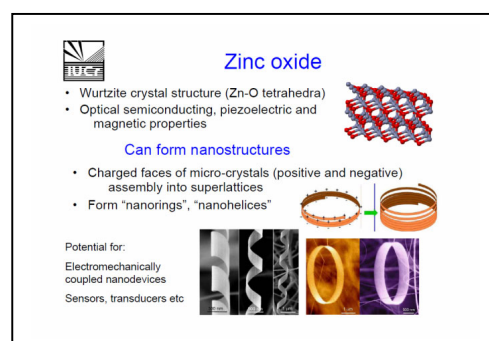 IUCr
Zinc oxide
• Wurtzite crystal structure (Zn-O tetrahedra)
• Optical semiconducting, piezoelectric and
magnetic properties
Can form nanostructures
• Charged faces of micro-crystals (positive and negative)
assembly into superlattices
• Form “nanorings”, “nanohelices”
Potential for:
Electromechanically
coupled nanodevices
Sensors, transducers etc